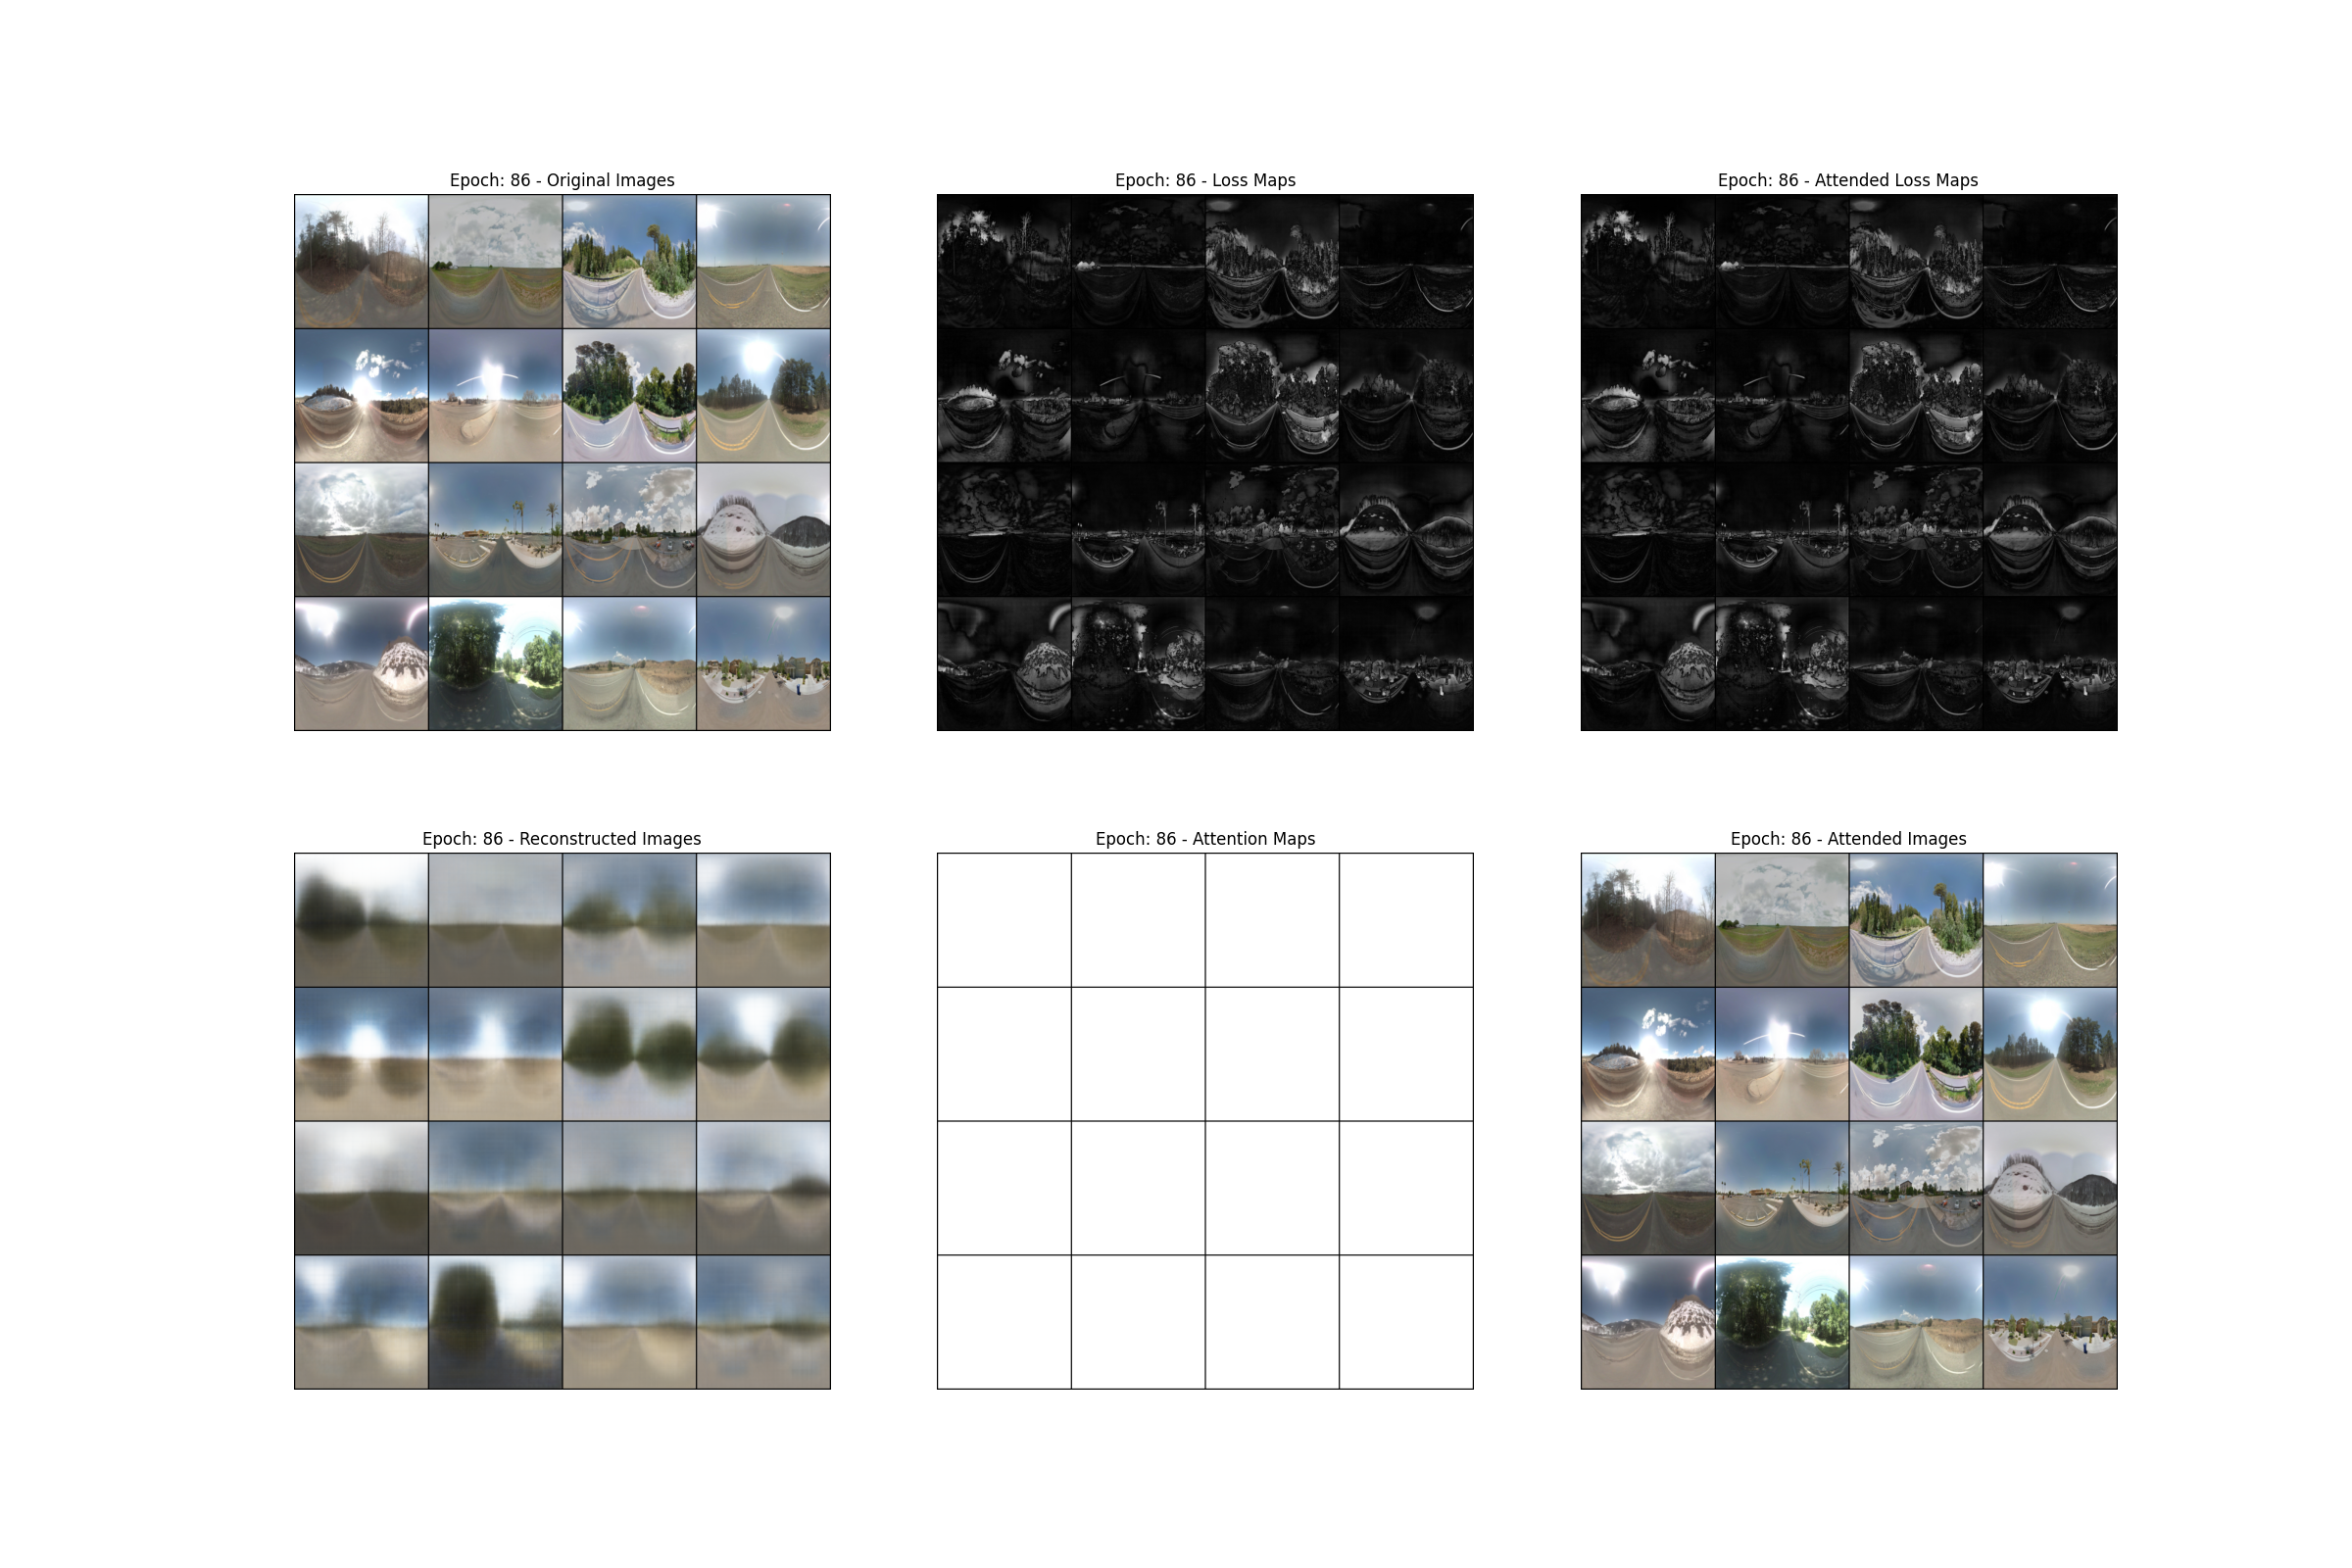 Epoch: 86 - Original Images
Epoch: 86 - Loss Maps
Epoch: 86 - Attended Loss Maps
Epoch: 86 - Reconstructed Images
Epoch: 86 - Attention Maps
Epoch: 86 - Attended Images